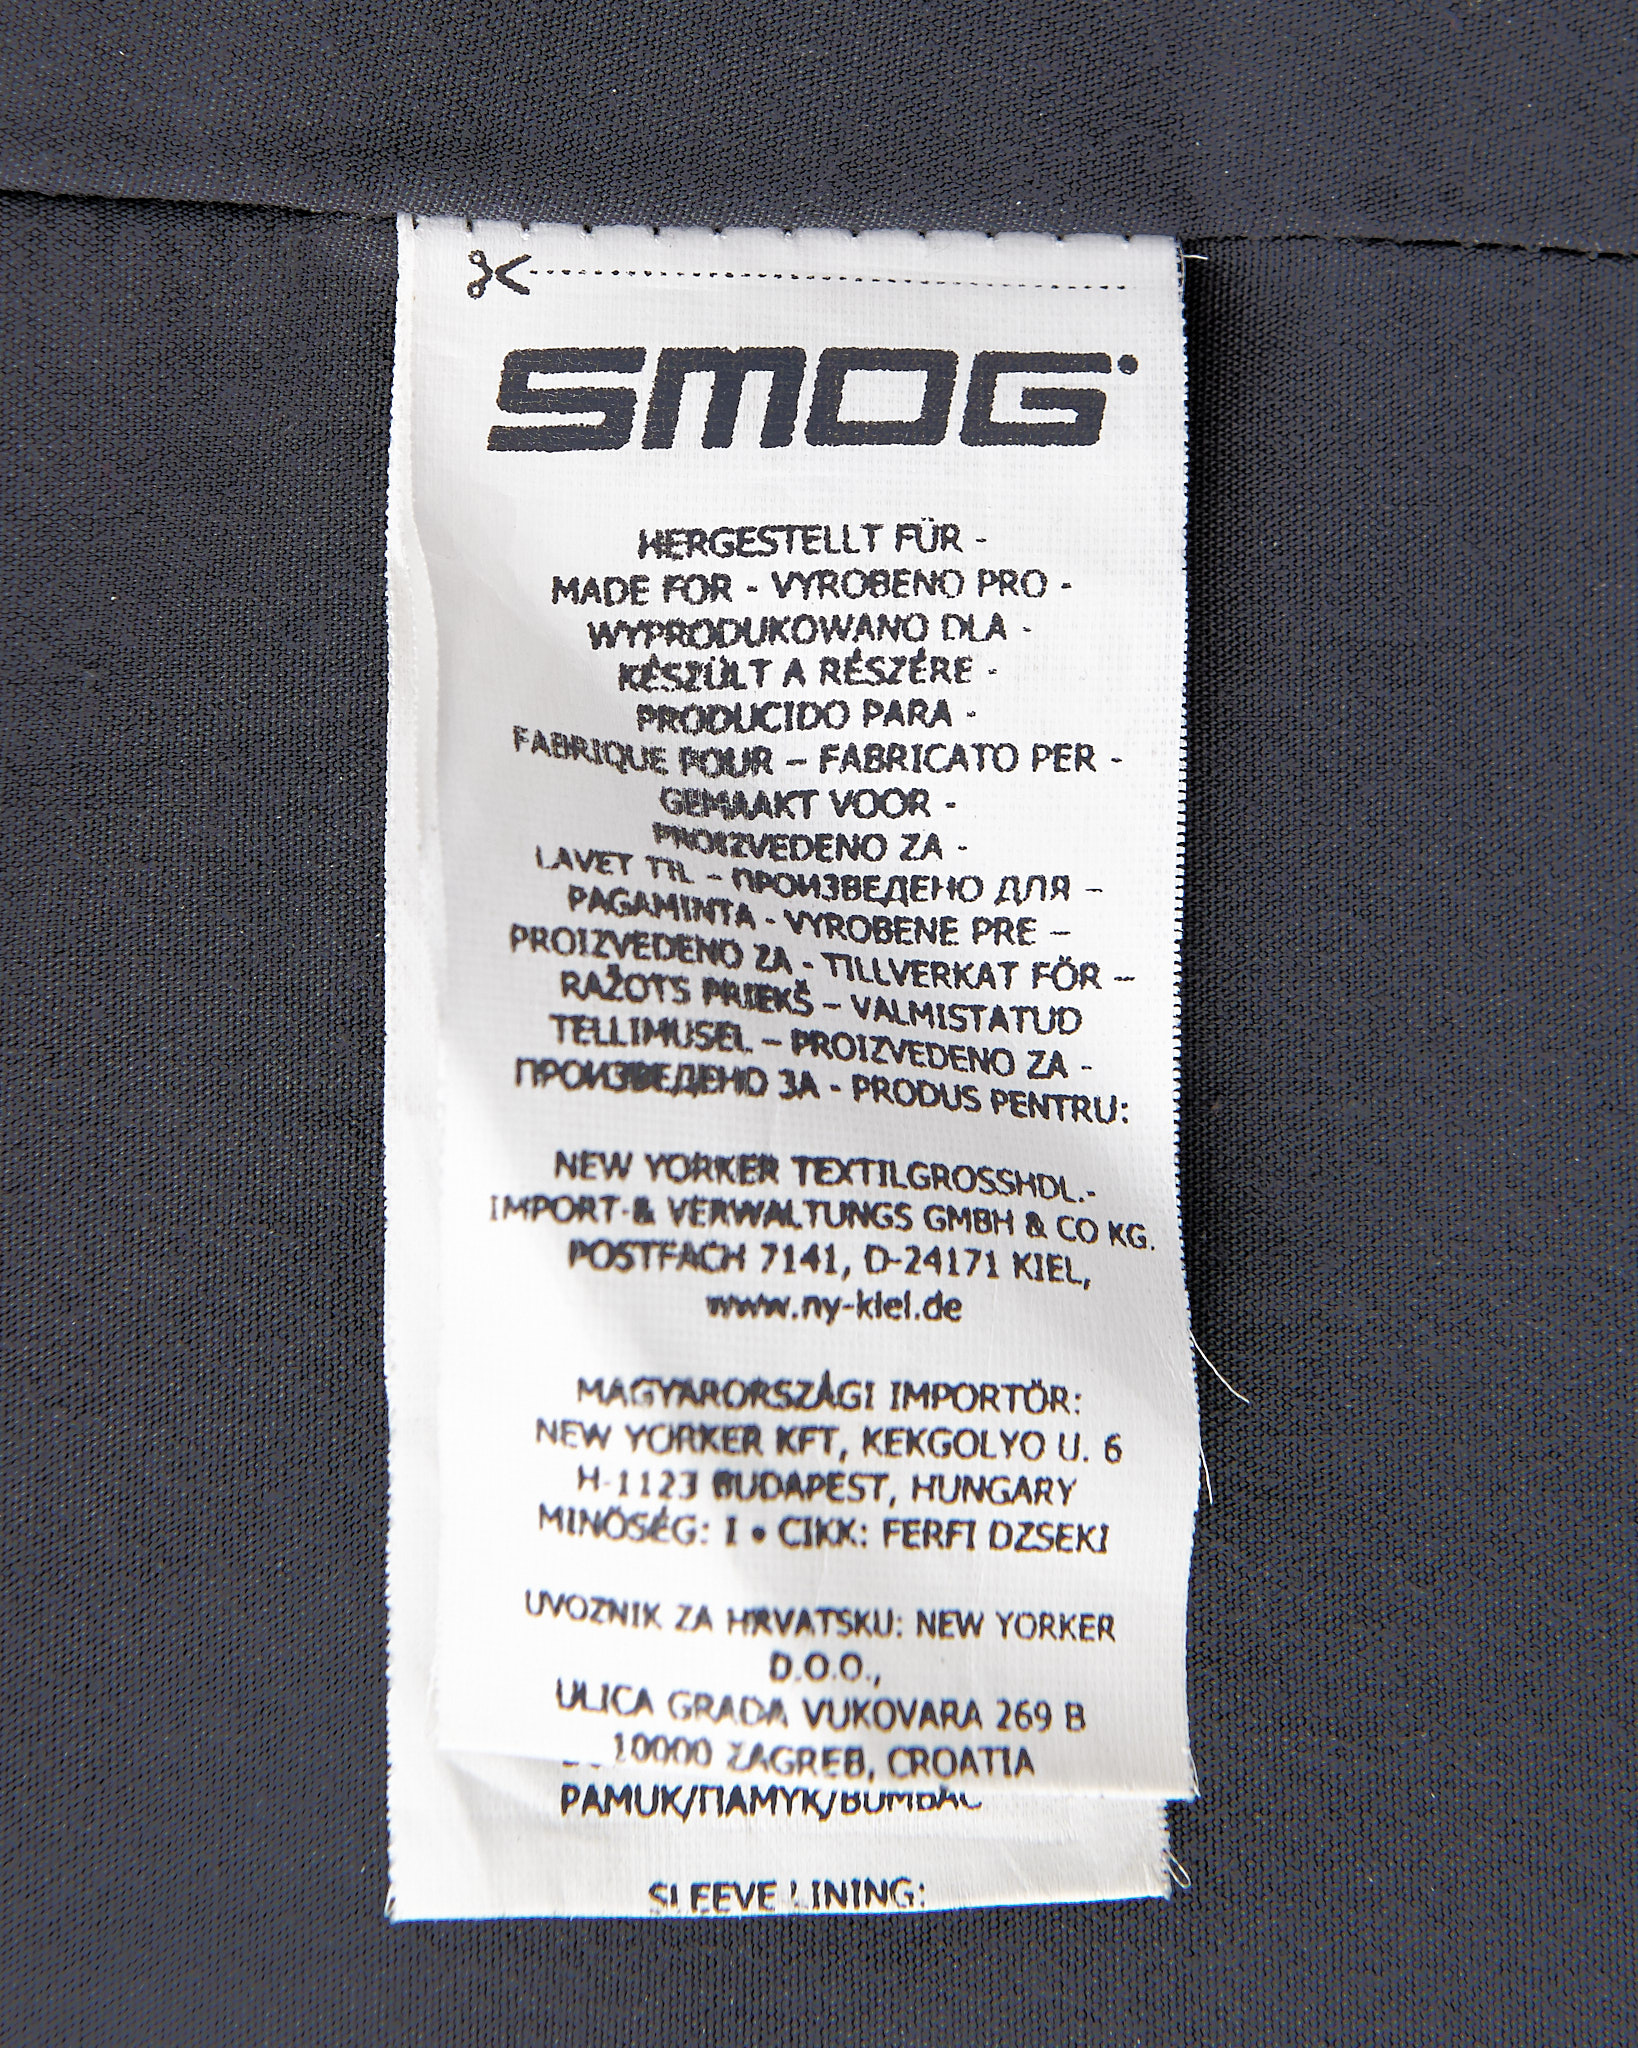 SMOG
HERGESTELLT FÜR -
MADE FOR - VYROBENO PRO -
WYPRODUKOWANO DLA -
KÉSZÜLT A RÉSZÉRE -
PRODUCIDO PARA -
FABRIQUE POUR – FABRICATO PER -
GEMAAKT VOOR -
PROIZVEDENO ZA -
LAVET TIL – ПРОИЗВЕДЕНО ДЛЯ –
PAGAMINTA - VYROBENE PRE –
PROIZVEDENO ZA - TILLVERKAT FÖR –
RAŽOTS PRIEKŠ – VALMISTATUD
TELLIMUSEL – PROIZVEDENO ZA -
ПРОИЗВЕДЕНО ЗА - PRODUS PENTRU:
NEW YORKER TEXTILGROSSHDL.-
IMPORT-& VERWALTUNGS GMBH & CO KG.
POSTFACH 7141, D-24171 KIEL,
www.ny-kiel.de
MAGYARORSZÁGI IMPORTÖR:
NEW YORKER KFT, KEKGOLYO U. 6
H-1123 BUDAPEST, HUNGARY
MINÖSÉG: I • CIKK: FERFI DZSEKI
UVOZNIK ZA HRVATSKU: NEW YORKER
D.O.O.,
ULICA GRADA VUKOVARA 269 B
10000 ZAGREB, CROATIA
PAMUK/ПАМУК/BUMBAC
SLEEVE LINING: